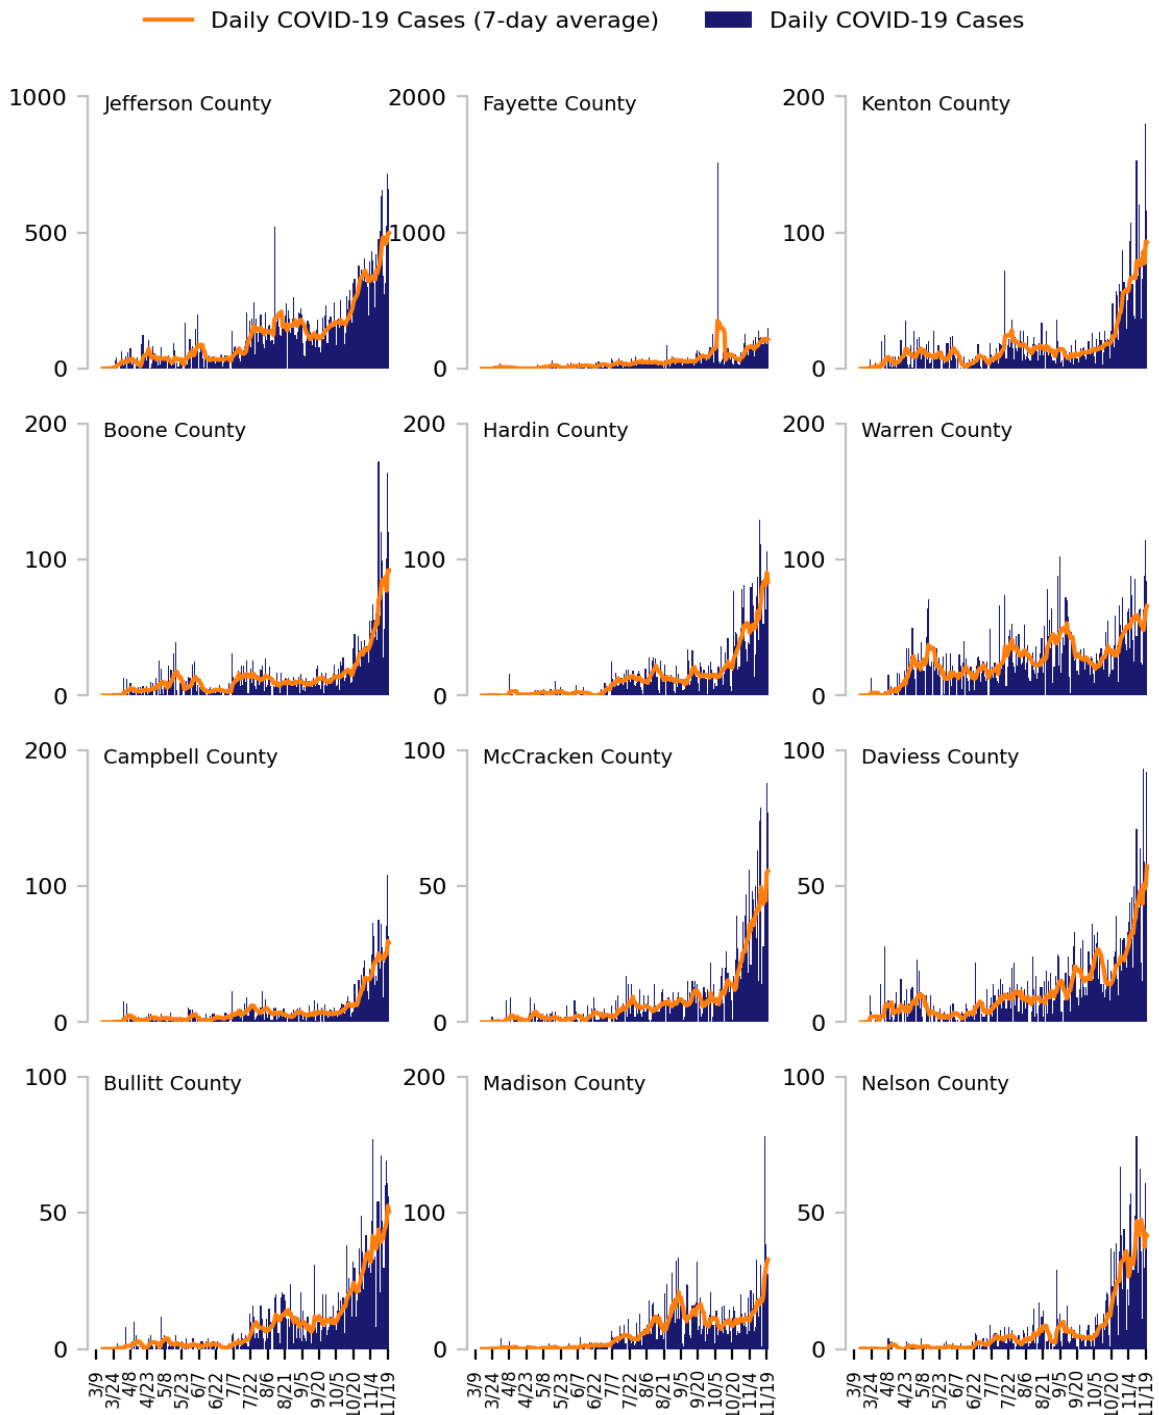 Daily COVID-19 Cases (7-day average) Daily COVID-19 Cases
1000 Jefferson County 2000 Fayette County 200 Kenton County
500 1000 100
0 0 0
200 Boone County 200 Hardin County 200 Warren County
100 100 100
0 0 0
200 Campbell County 100 McCracken County 100 Daviess County
100 50 50
0 0 0
100 Bullitt County 200 Madison County 100 Nelson County
50 100 50
0 0 0
3/9 3/24 4/8 4/23 5/8 5/23 6/7 6/22 7/7 7/22 8/6 8/21 9/5 9/20 10/5 10/20 11/4 11/19 3/9 3/24 4/8 4/23 5/8 5/23 6/7 6/22 7/7 7/22 8/6 8/21 9/5 9/20 10/5 10/20 11/4 11/19 3/9 3/24 4/8 4/23 5/8 5/23 6/7 6/22 7/7 7/22 8/6 8/21 9/5 9/20 10/5 10/20 11/4 11/19